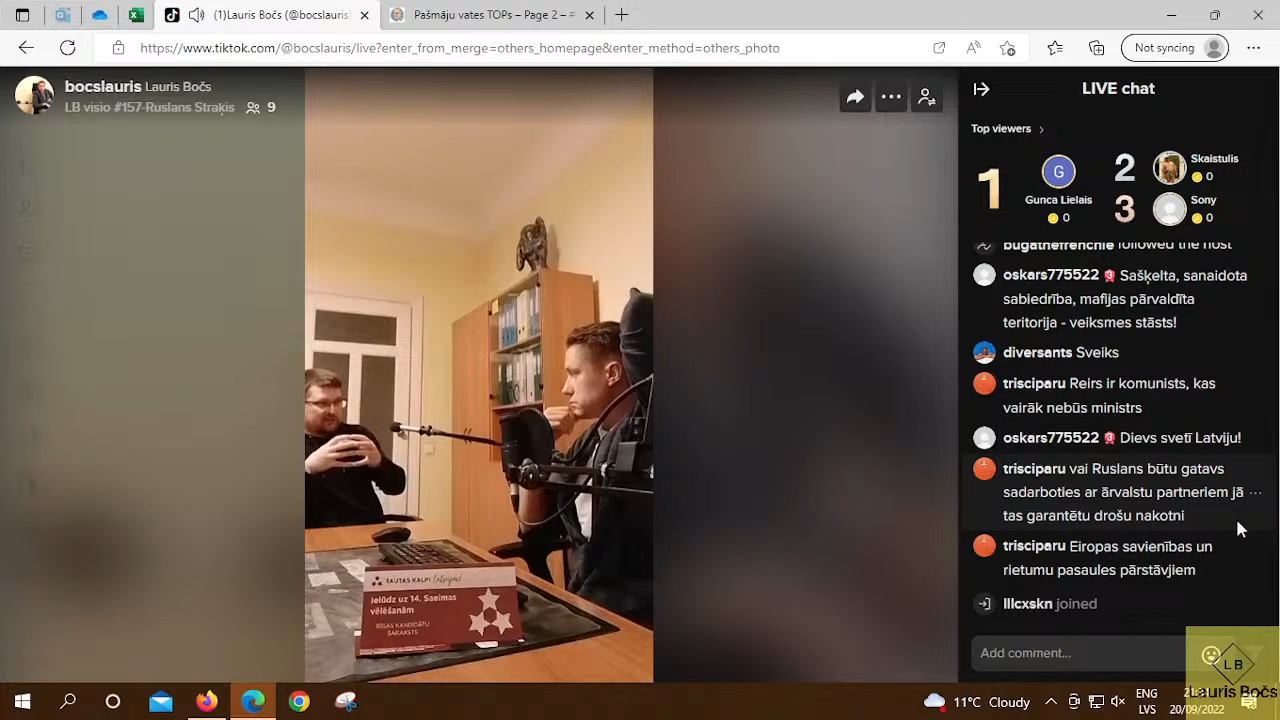 (1)Lauris Bočs (@bocslauris)
Pašmāju vates TOPs – Page 2 –
https://www.tiktok.com/@bocslauris/live?enter_from_merge=others_homepage&enter_method=others_photo
Not syncing
bocslauris Lauris Bočs
LB visio #157-Ruslans Straķis
9
LIVE chat
Top viewers
1
G
Gunca Lielais
0
2
Skaistulis
0
3
Sony
0
bugatnefrenchie followed the host
oskars775522 3 Sašķelta, sanaidota
sabiedrība, mafijas pārvaldīta
teritorija - veiksmes stāsts!
diversants Sveiks
trisciparu Reirs ir komunists, kas
vairāk nebūs ministrs
oskars775522 3 Dievs svetī Latviju!
trisciparu vai Ruslans būtu gatavs
sadarboties ar ārvalstu partneriem jā
tas garantētu drošu nakotni
trisciparu Eiropas savienības un
rietumu pasaules pārstāvjiem
lllcxskn joined
Add comment...
TAUTAS KALPI Latvijai!
Ielūdz uz 14. Saeimas
vēlēšanām
RĪGAS KANDIDĀTU
SARAKSTS
LB
Lauris Bočs
11°C Cloudy
ENG
LVS
20/09/2022